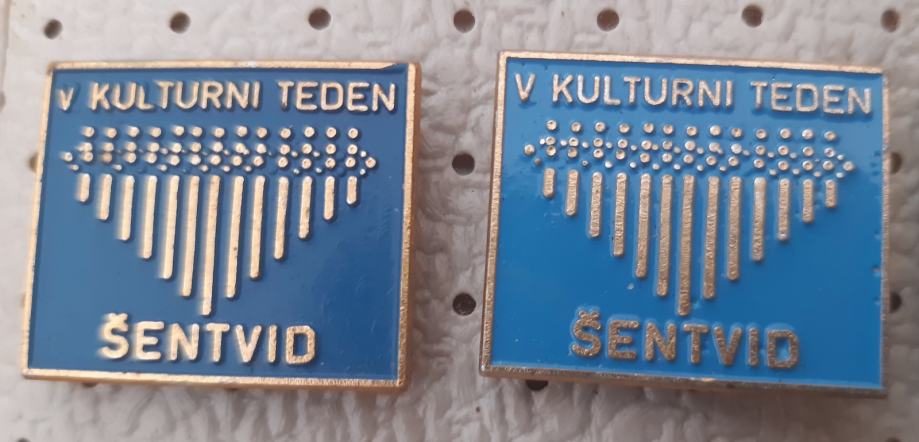 V KULTURNI TEDEN
ŠENTVID
V KULTURNI TEDEN
ŠENTVID